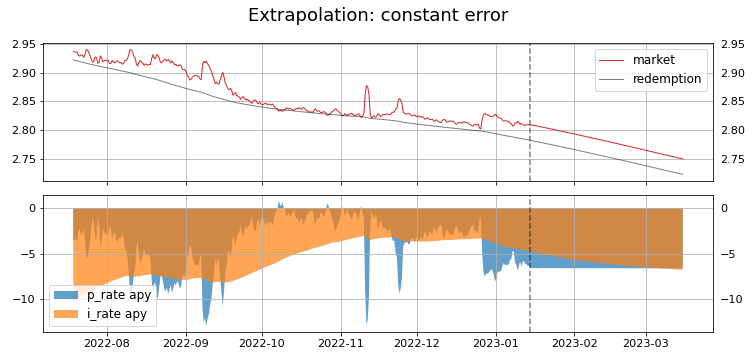 Extrapolation: constant error
2.95
2.90
2.85
2.80
2.75
2.95
2.90
2.85
2.80
2.75
market
redemption
0
−5
−10
0
−5
−10
p_rate apy
i_rate apy
2022-08 2022-09 2022-10 2022-11 2022-12 2023-01 2023-02 2023-03